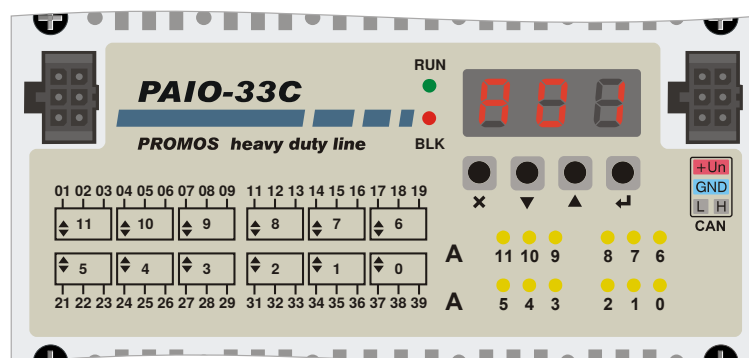 RUN
PAIO-33C
A01
PROMOS heavy duty line
BLK
+Un
GND
L H
CAN
01 02 03 04 05 06 07 08 09 11 12 13 14 15 16 17 18 19
11 10 9 8 7 6
5 4 3 2 1 0
21 22 23 24 25 26 27 28 29 31 32 33 34 35 36 37 38 39
A
11 10 9 8 7 6
A
5 4 3 2 1 0